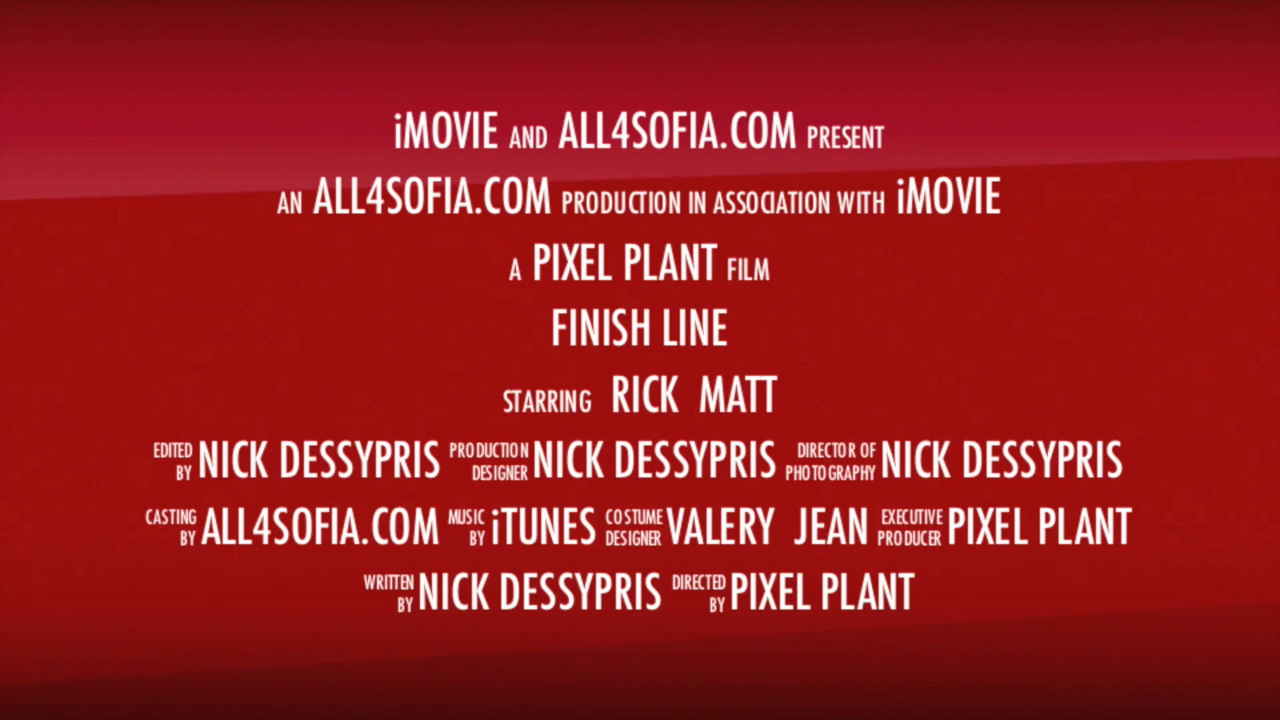 iMOVIE AND ALL4SOFIA.COM PRESENT
AN ALL4SOFIA.COM PRODUCTION IN ASSOCIATION WITH iMOVIE
A PIXEL PLANT FILM
FINISH LINE
STARRING RICK MATT
EDITED BY NICK DESSYPRIS PRODUCTION DESIGNER NICK DESSYPRIS DIRECTOR OF PHOTOGRAPHY NICK DESSYPRIS
CASTING BY ALL4SOFIA.COM MUSIC BY iTUNES COSTUME DESIGNER VALERY JEAN EXECUTIVE PRODUCER PIXEL PLANT
WRITTEN BY NICK DESSYPRIS DIRECTED BY PIXEL PLANT